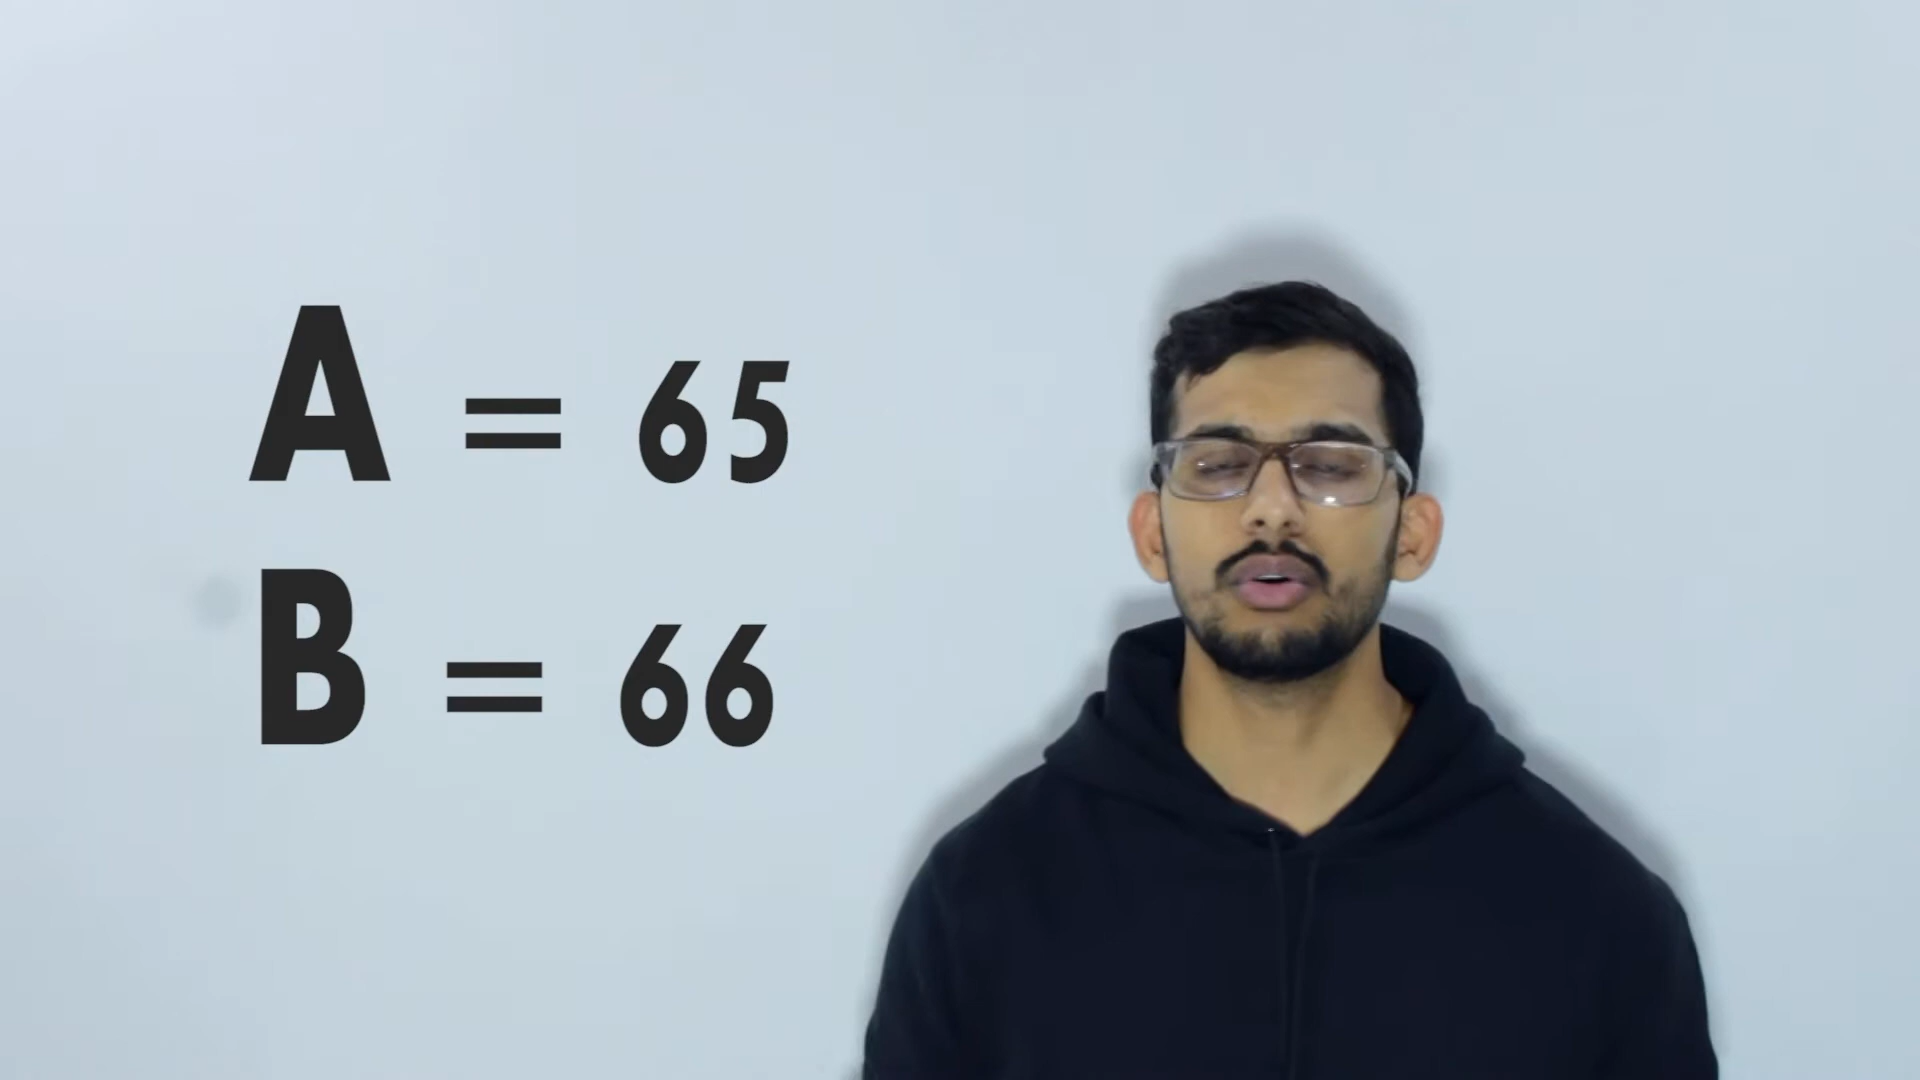 A = 65
B = 66